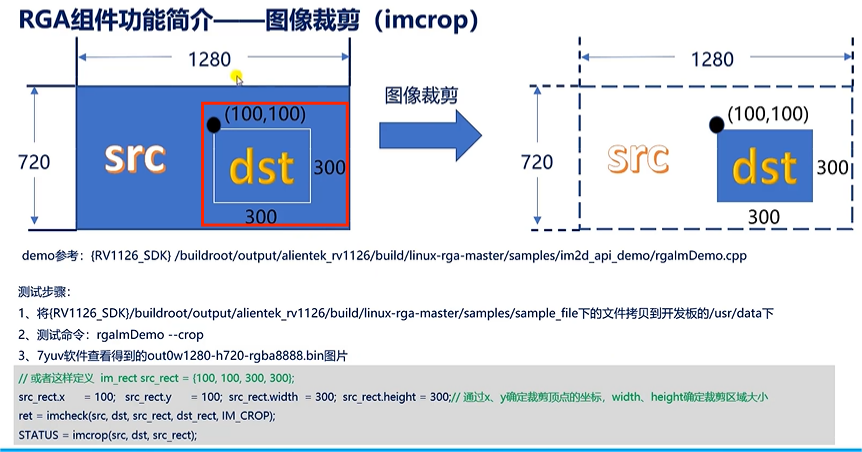 RGA组件功能简介——图像裁剪（imcrop）
1280
720
src
(100,100)
dst
300
300
图像裁剪
1280
720
src
(100,100)
dst
300
300
demo参考：{RV1126_SDK} /buildroot/output/alientek_rv1126/build/linux-rga-master/samples/im2d_api_demo/rgaImDemo.cpp
测试步骤：
1、将{RV1126_SDK}/buildroot/output/alientek_rv1126/build/linux-rga-master/samples/sample_file下的文件拷贝到开发板的/usr/data下
2、测试命令：rgaImDemo --crop
3、7yuv软件查看得到的out0w1280-h720-rgba8888.bin图片
// 或者这样定义 im_rect src_rect = {100, 100, 300, 300};
src_rect.x = 100; src_rect.y = 100; src_rect.width = 300; src_rect.height = 300;// 通过x、y确定裁剪顶点的坐标，width、height确定裁剪区域大小
ret = imcheck(src, dst, src_rect, dst_rect, IM_CROP);
STATUS = imcrop(src, dst, src_rect);